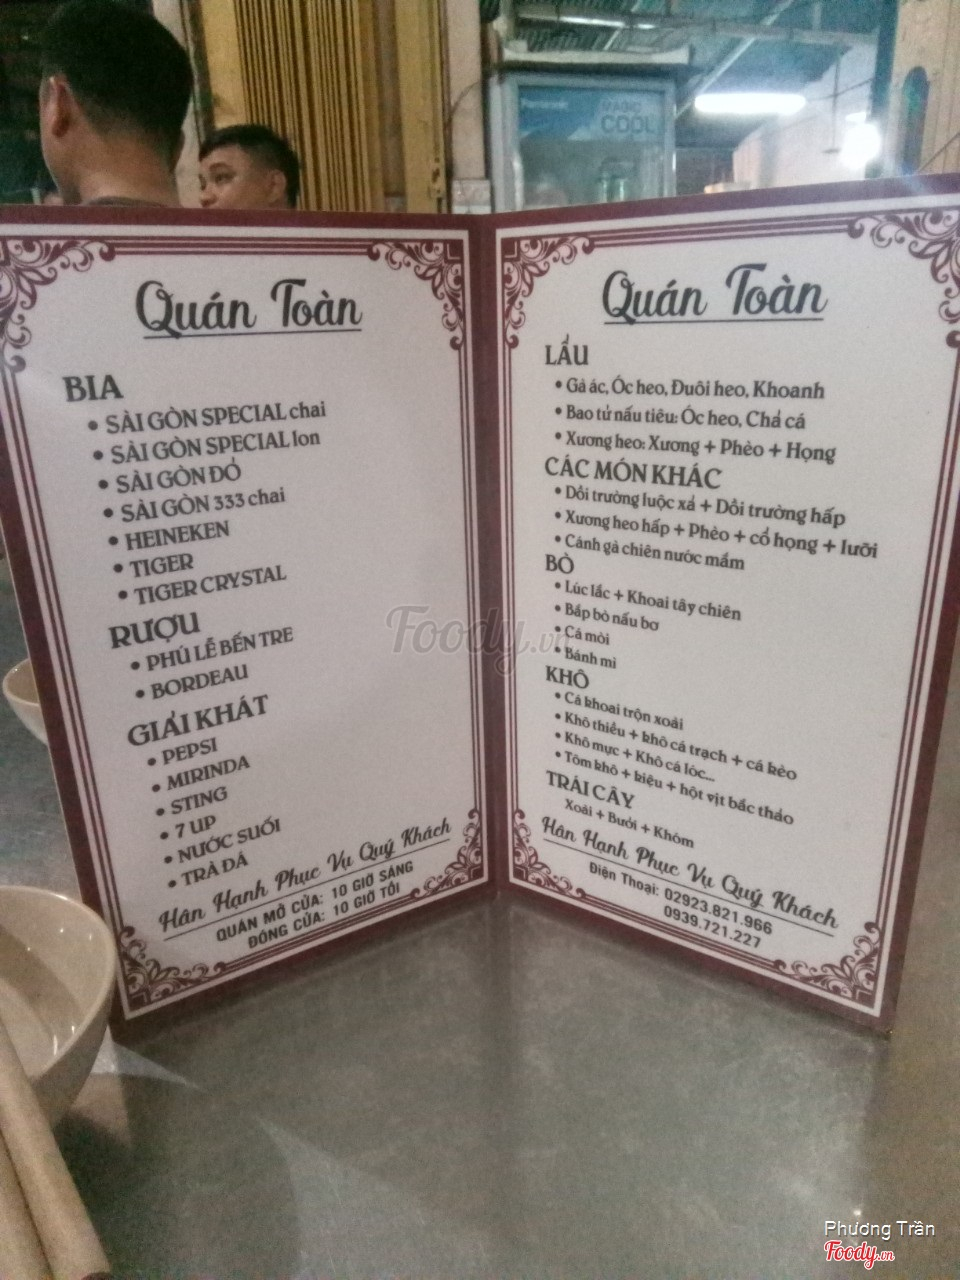 Panasonic
MAGIC
COOL
Quán Toàn
BIA
• SÀI GÒN SPECIAL chai
• SÀI GÒN SPECIAL lon
• SÀI GÒN ĐỎ
• SÀI GÒN 333 chai
• HEINEKEN
• TIGER
• TIGER CRYSTAL
RƯỢU
• PHÚ LỄ BẾN TRE
• BORDEAU
GIẢI KHÁT
• PEPSI
• MIRINDA
• STING
• 7 UP
• NƯỚC SUỐI
• TRÀ ĐÁ
Hân Hạnh Phục Vụ Quý Khách
QUÁN MỞ CỬA: 10 GIỜ SÁNG
ĐÓNG CỬA: 10 GIỜ TỐI
Quán Toàn
LẨU
• Gà ác, Óc heo, Đuôi heo, Khoanh
• Bao tử nấu tiêu: Óc heo, Chả cá
• Xương heo: Xương + Phèo + Họng
CÁC MÓN KHÁC
• Dồi trường luộc xả + Dồi trường hấp
• Xương heo hấp + Phèo + cổ họng + lưỡi
• Cánh gà chiên nước mắm
BÒ
• Lúc lắc + Khoai tây chiên
• Bắp bò nấu bơ
• Cá mòi
• Bánh mì
KHÔ
• Cá khoai trộn xoài
• Khô thiều + khô cá trạch + cá kèo
• Khô mực + Khô cá lóc...
• Tôm khô + kiệu + hột vịt bắc thảo
TRÁI CÂY
Xoài + Bưởi + Khóm
Hân Hạnh Phục Vụ Quý Khách
Điện Thoại: 02923.821.966
0939.721.227
Foody.vn
Phương Trần
Foody.vn